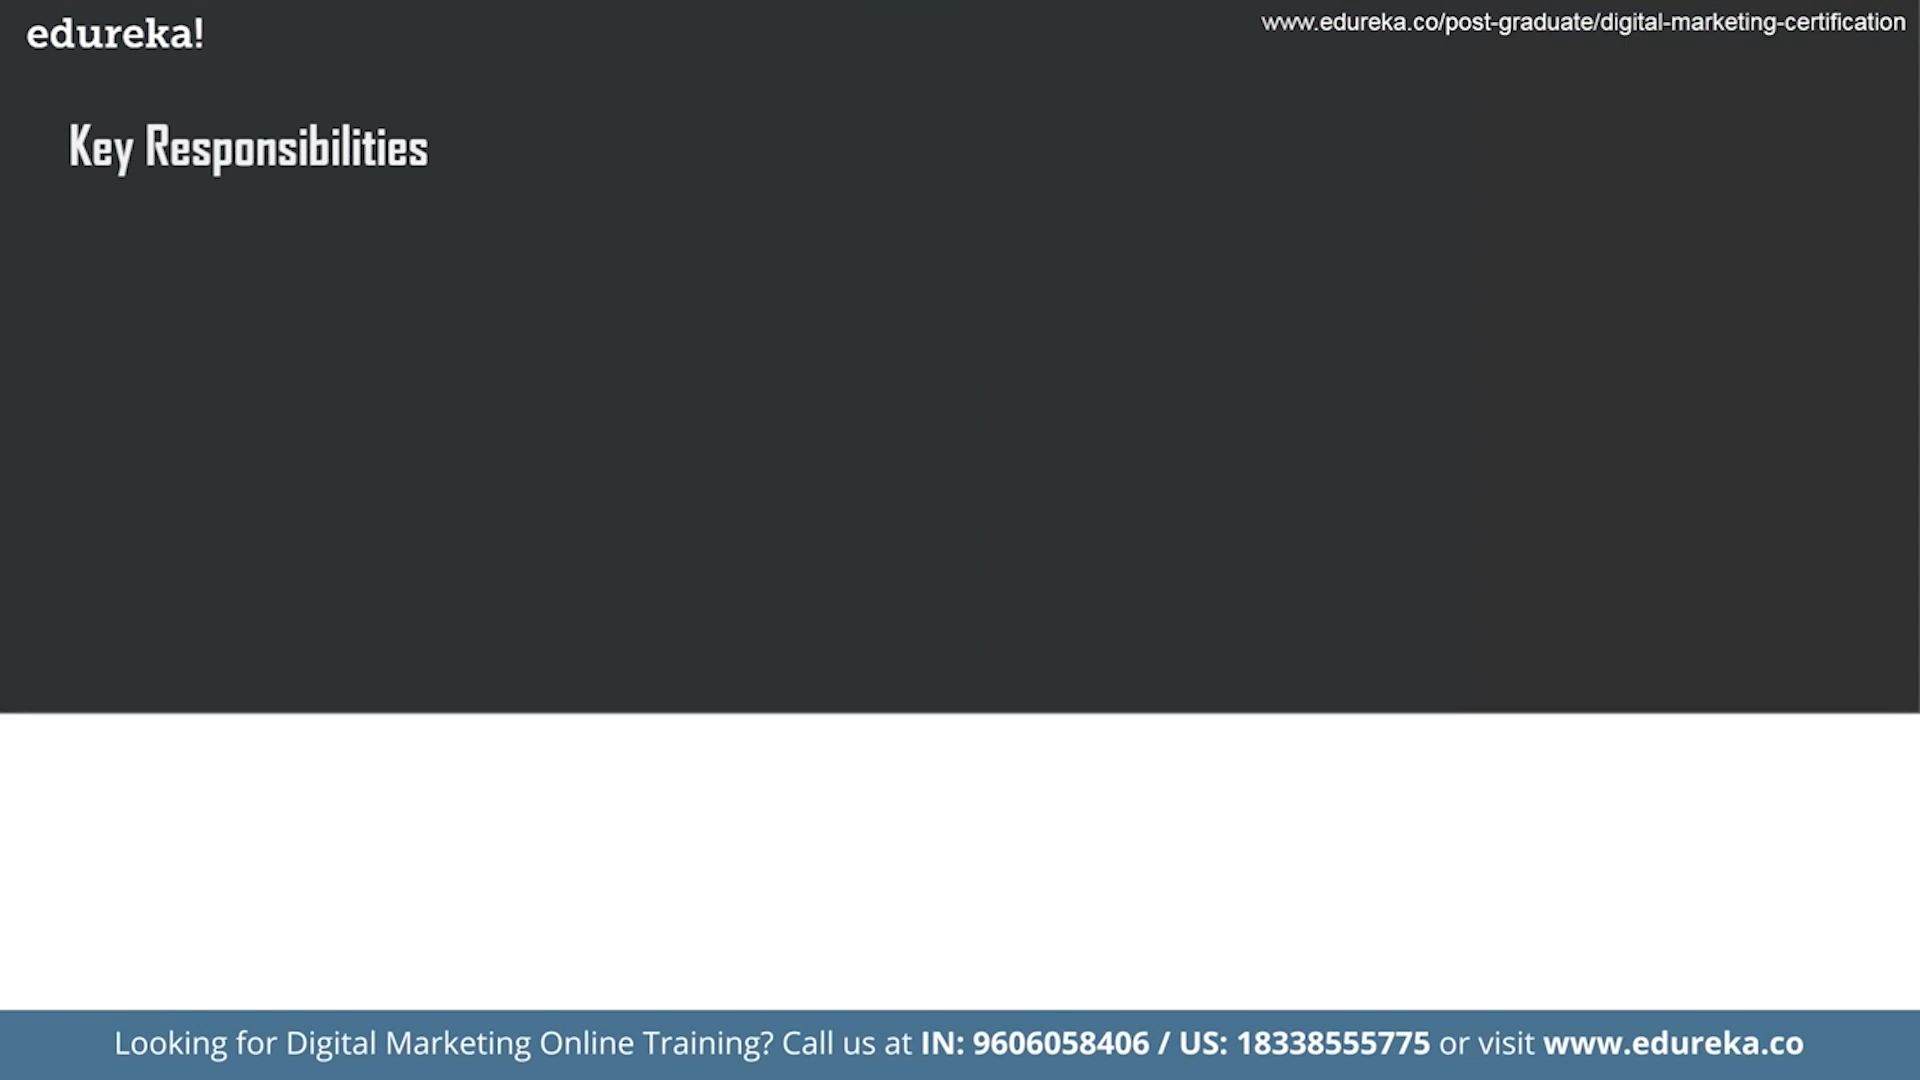 edureka!
www.edureka.co/post-graduate/digital-marketing-certification
Key Responsibilities
Looking for Digital Marketing Online Training? Call us at IN: 9606058406 / US: 18338555775 or visit www.edureka.co